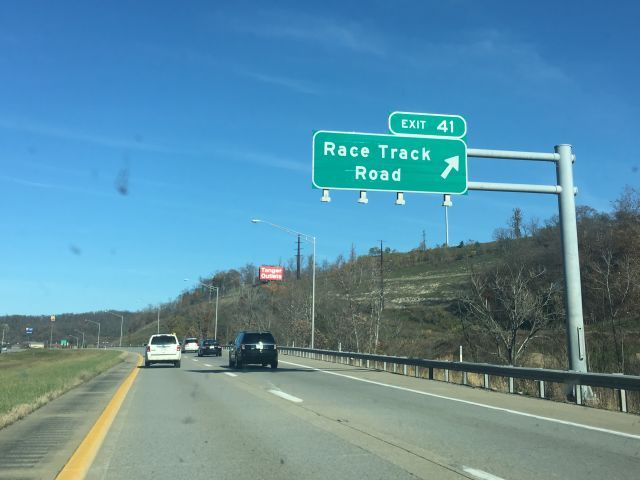 EXIT 41
Race Track
Road
Tanger
Outlets